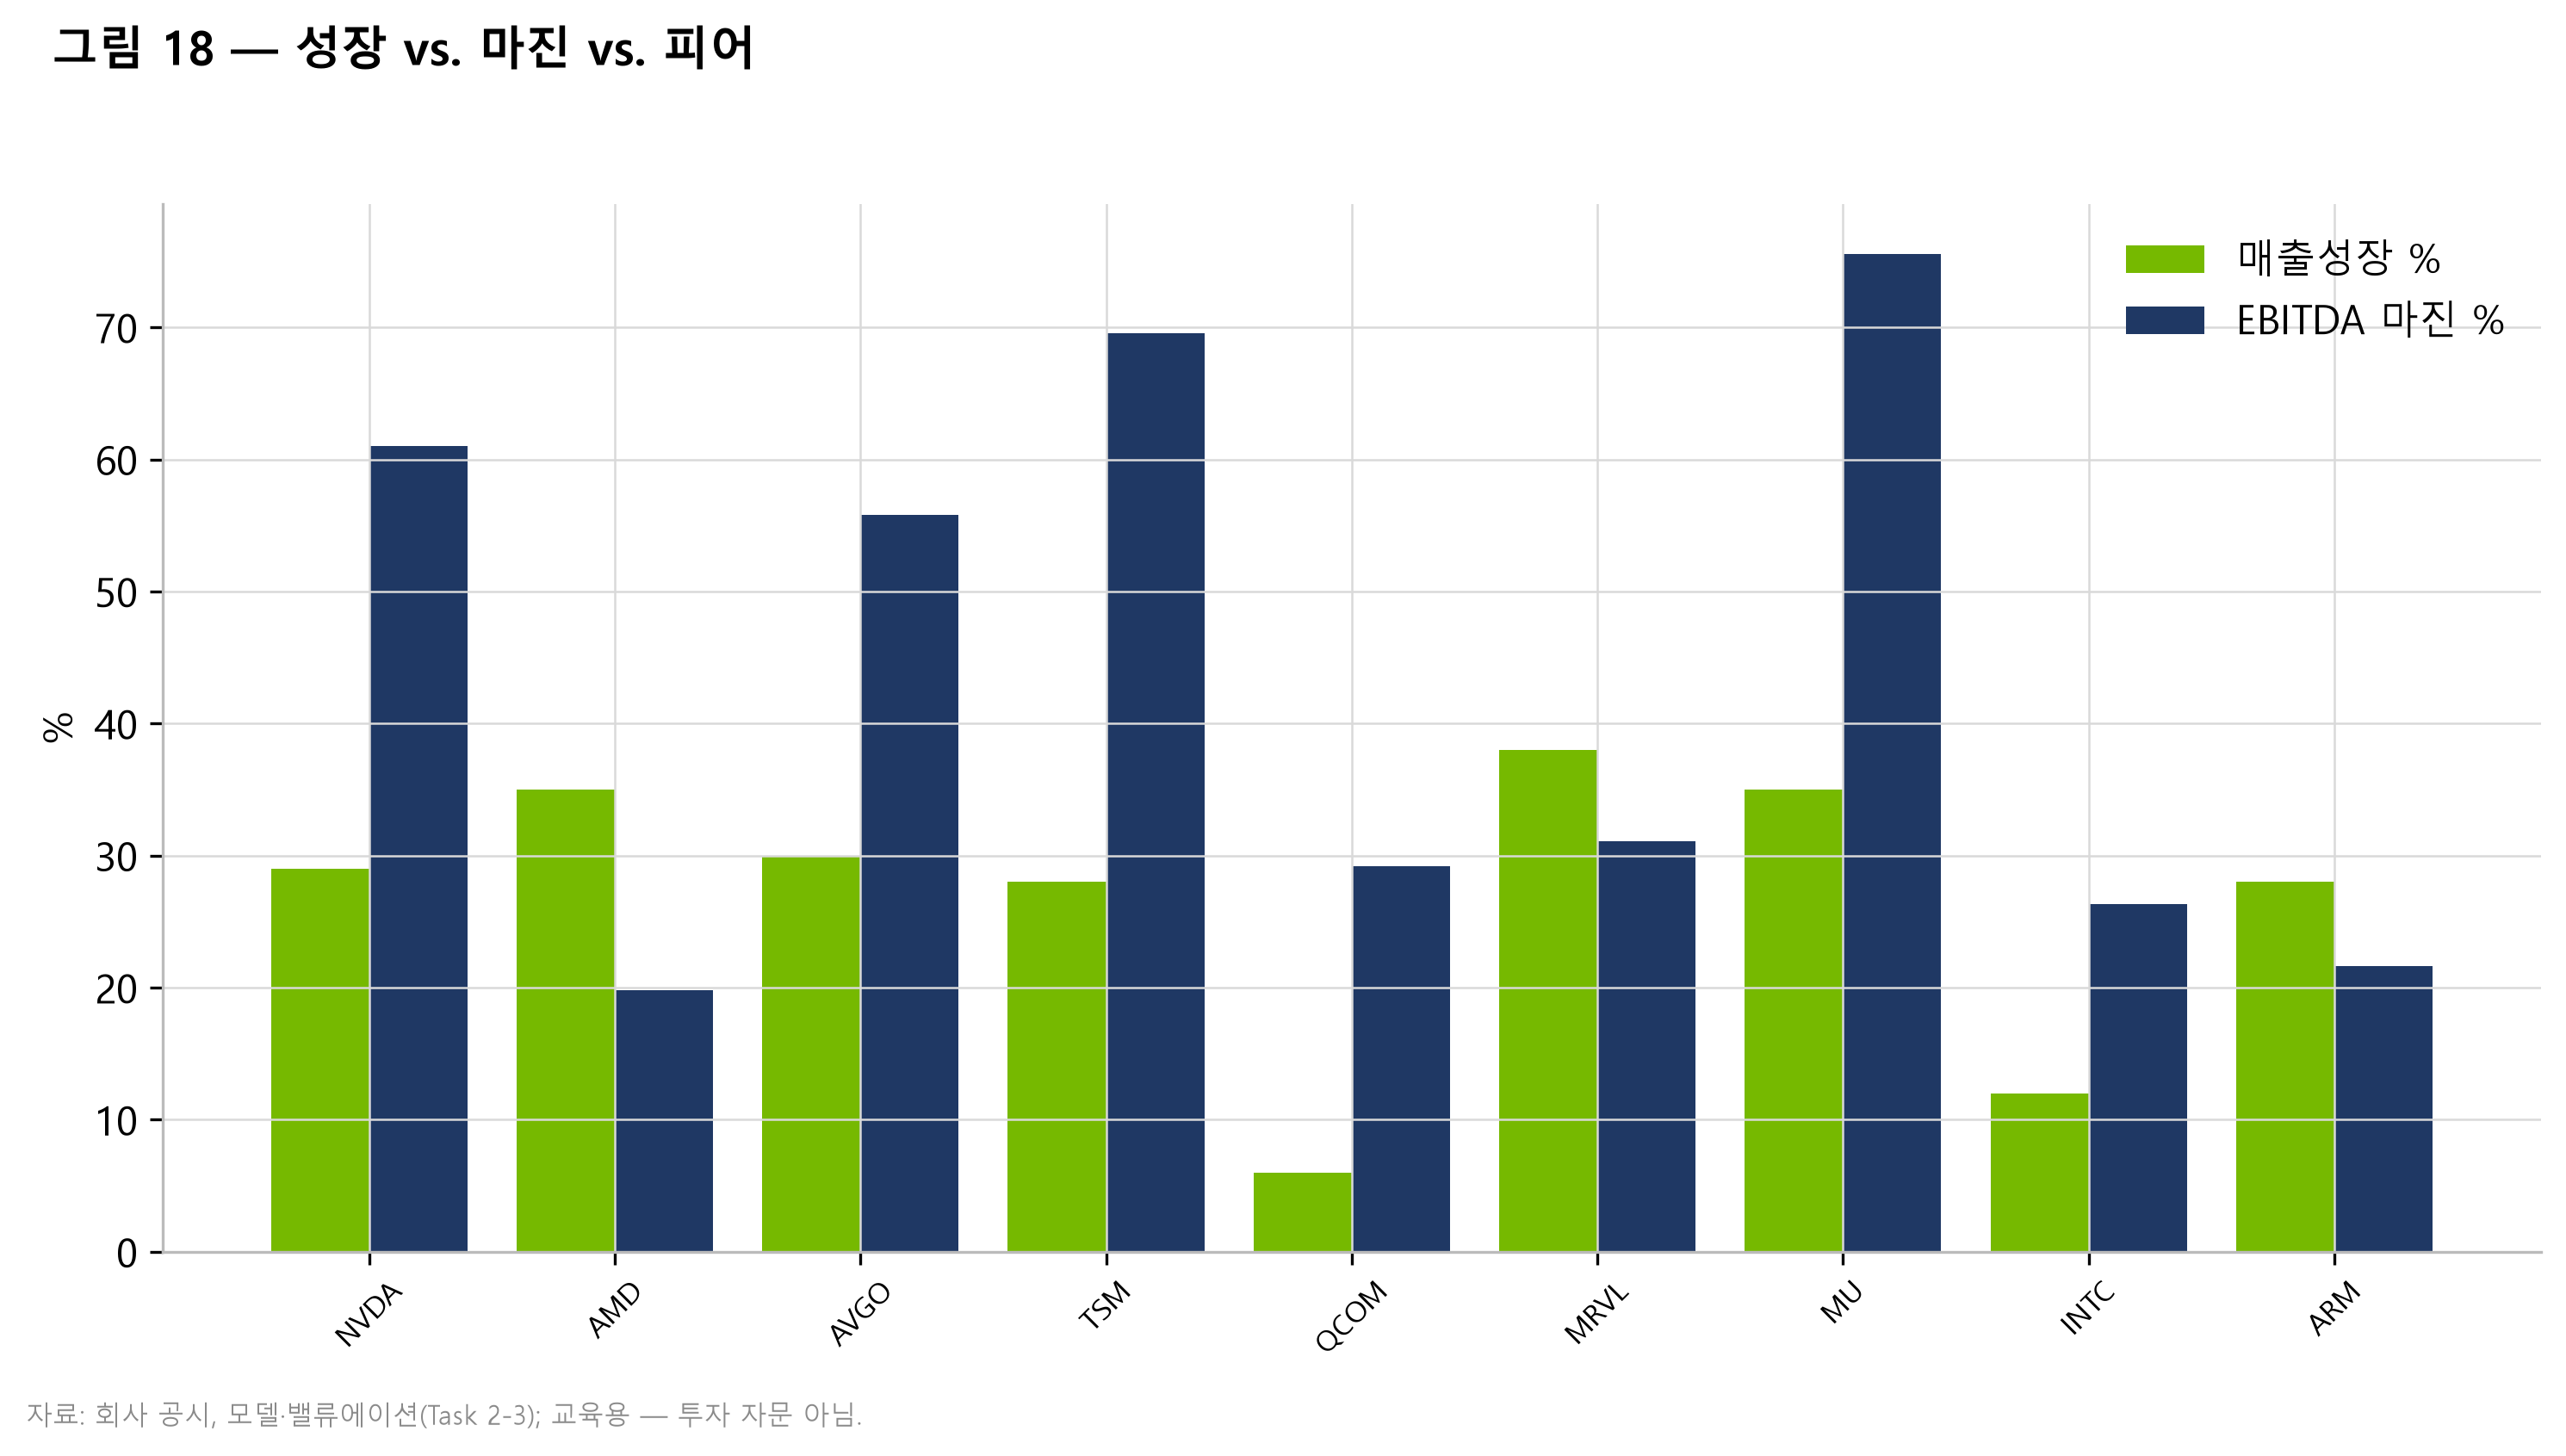 그림 18 — 성장 vs. 마진 vs. 피어
매출성장 %
EBITDA 마진 %
%
70
60
50
40
30
20
10
0
NVDA
AMD
AVGO
TSM
QCOM
MRVL
MU
INTC
ARM
자료: 회사 공시, 모델·밸류에이션(Task 2-3); 교육용 — 투자 자문 아님.